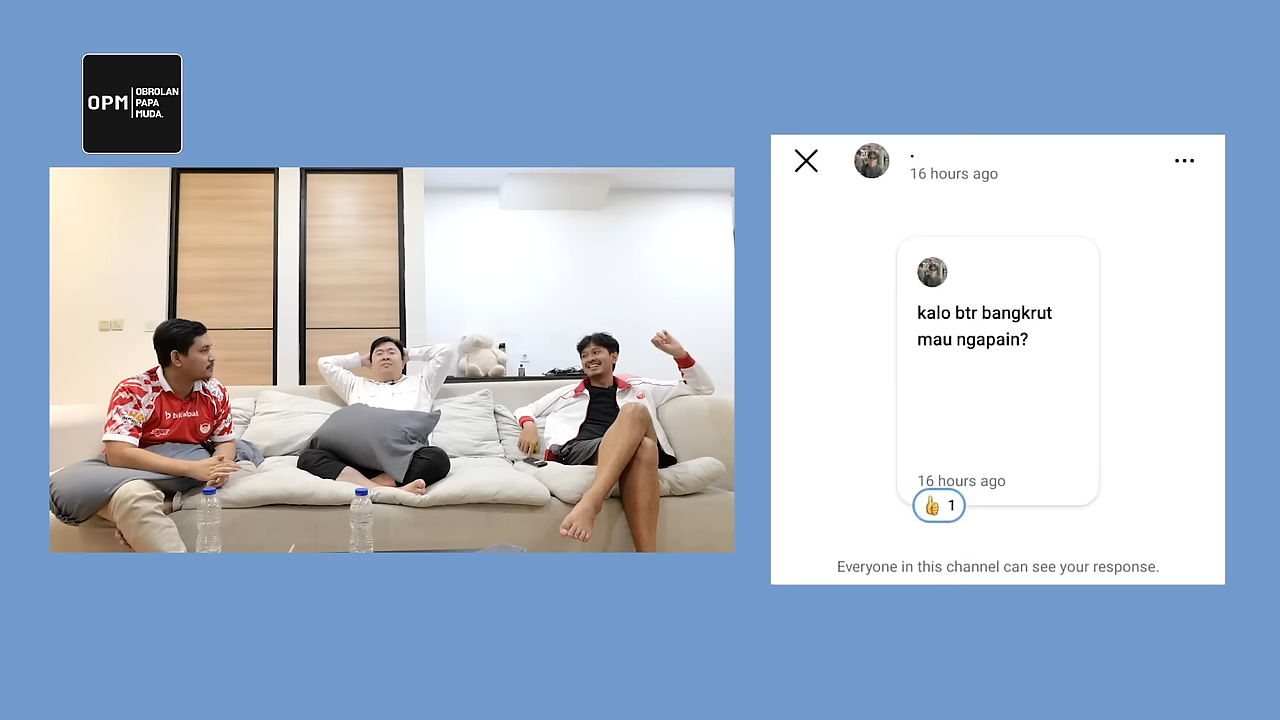 OPM
OBROLAN
PAPA
MUDA.
.
16 hours ago
kalo btr bangkrut
mau ngapain?
16 hours ago
1
Everyone in this channel can see your response.